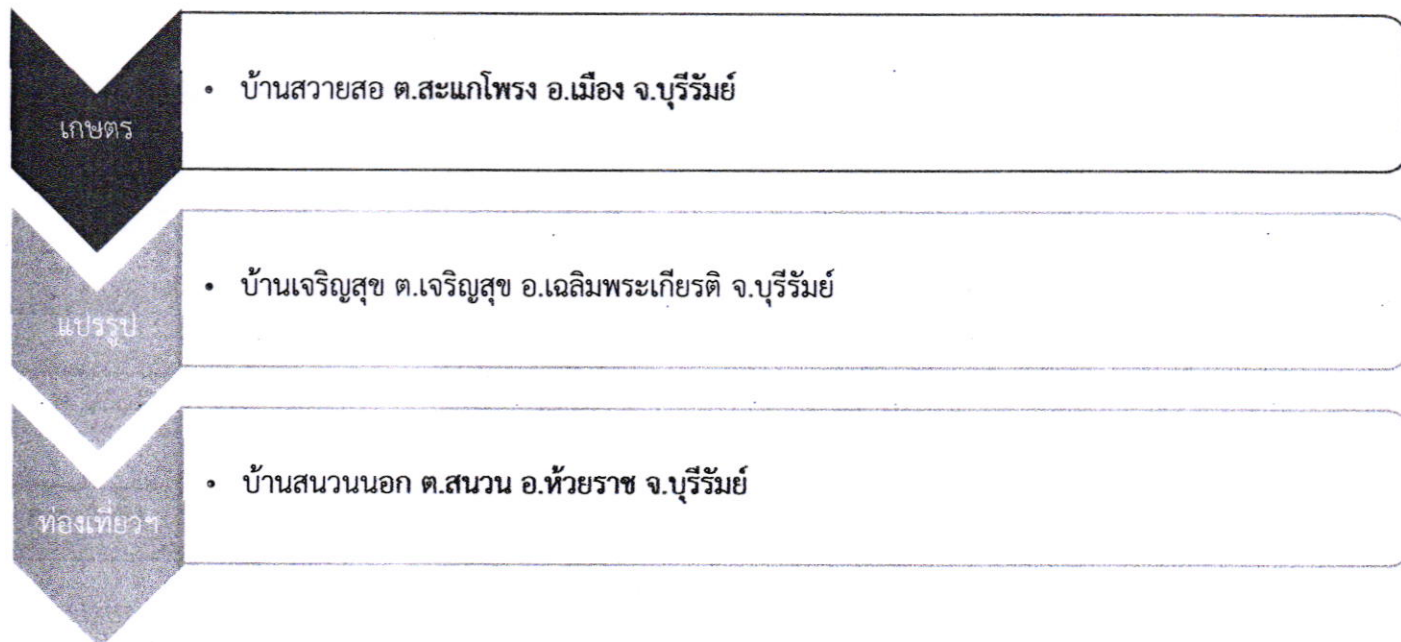 เกษตร
• บ้านสวายสอ ต.สะแกโพรง อ.เมือง จ.บุรีรัมย์
แปรรูป
• บ้านเจริญสุข ต.เจริญสุข อ.เฉลิมพระเกียรติ จ.บุรีรัมย์
ท่องเที่ยวฯ
• บ้านสนวนนอก ต.สนวน อ.ห้วยราช จ.บุรีรัมย์